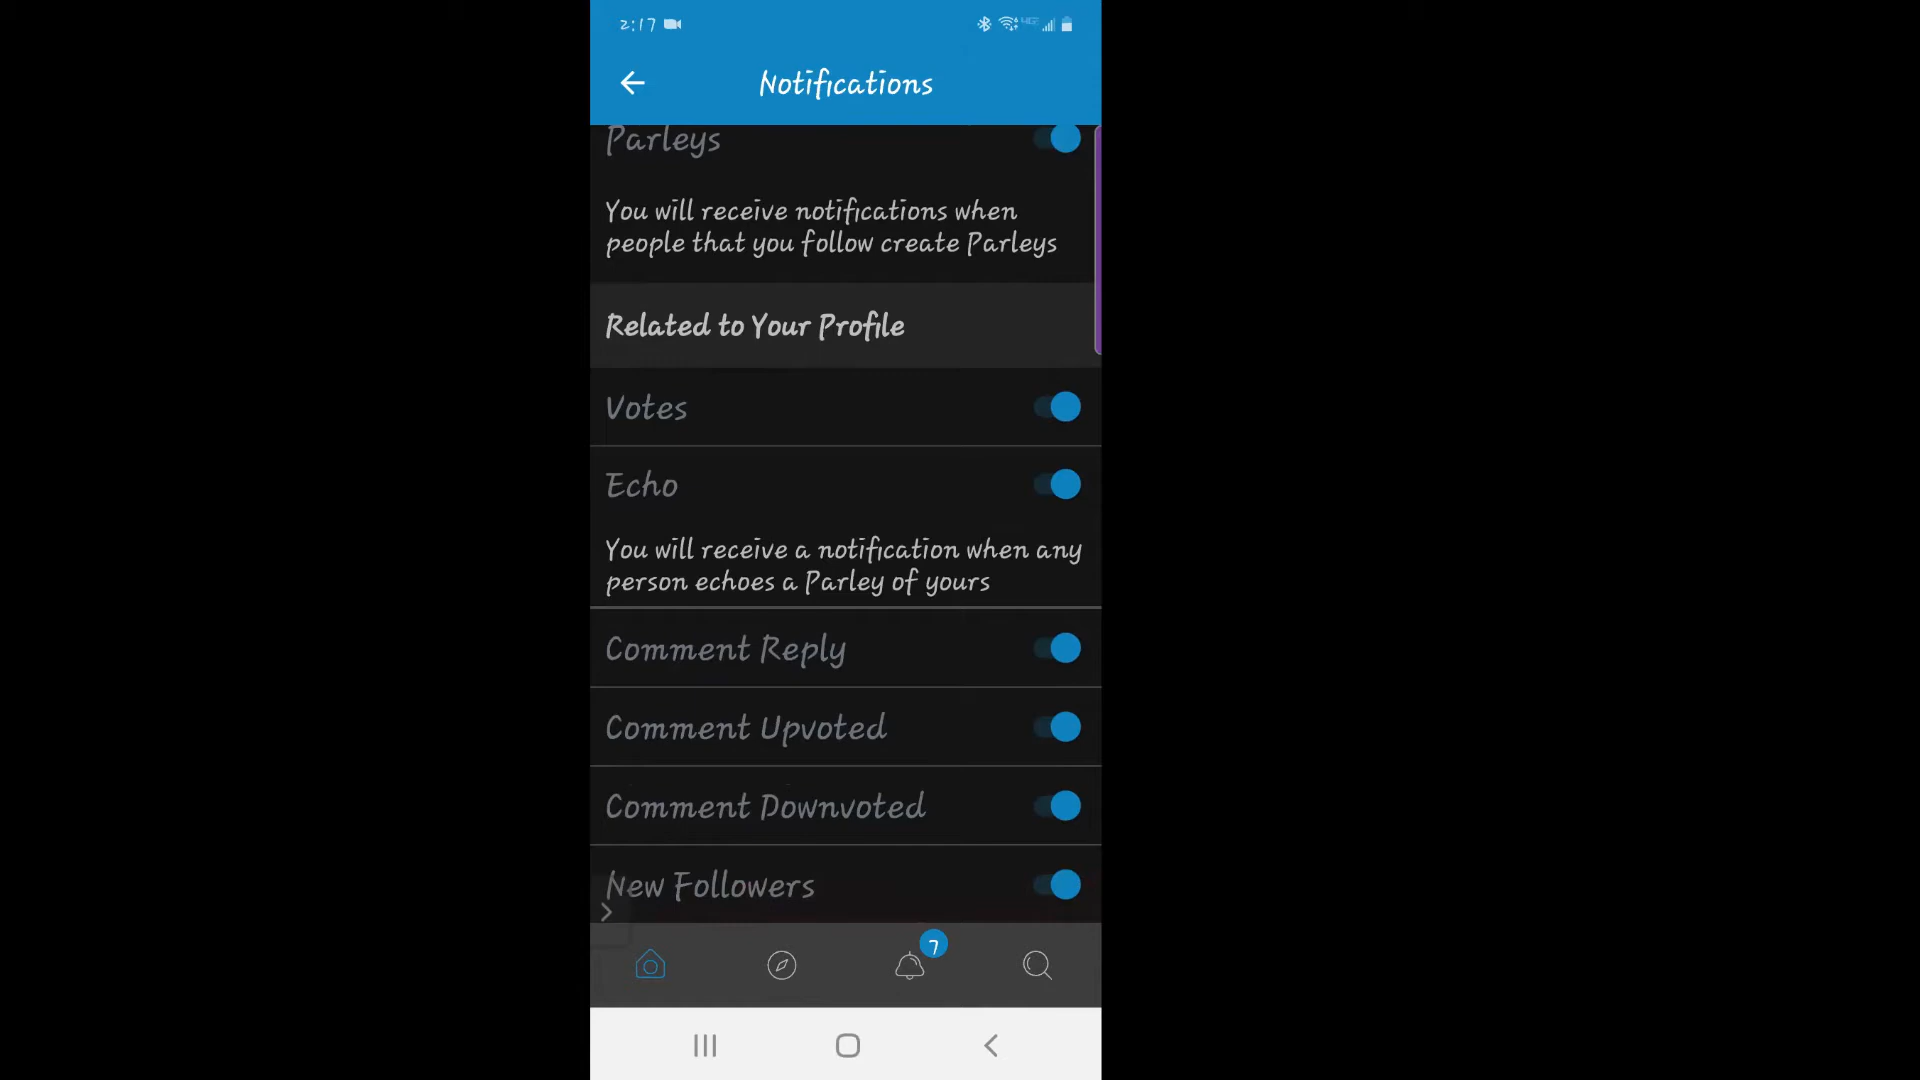 2:17
Notifications
Parleys
You will receive notifications when
people that you follow create Parleys
Related to Your Profile
Votes
Echo
You will receive a notification when any
person echoes a Parley of yours
Comment Reply
Comment Upvoted
Comment Downvoted
New Followers
7